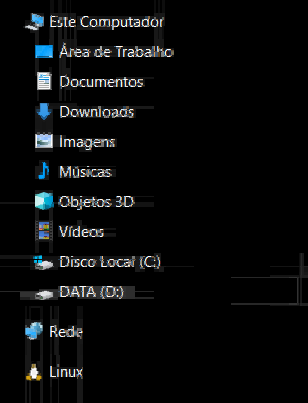 Este Computador
Área de Trabalho
Documentos
Downloads
Imagens
Músicas
Objetos 3D
Vídeos
Disco Local (C:)
DATA (D:)
Rede
Linux